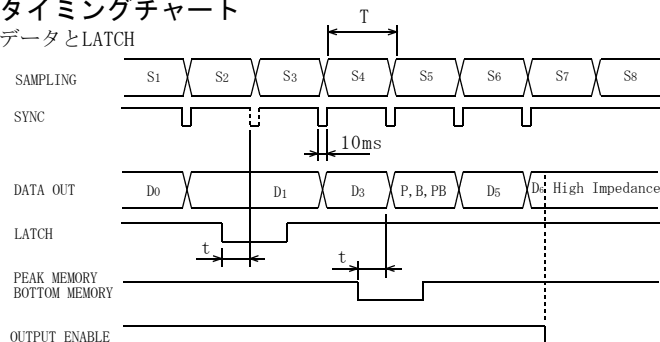 タイミングチャート
データとLATCH
T
SAMPLING S1 S2 S3 S4 S5 S6 S7 S8
SYNC
10ms
DATA OUT D0 D1 D3 P,B,PB D5 D6 High Impedance
LATCH
t
t
PEAK MEMORY
BOTTOM MEMORY
OUTPUT ENABLE